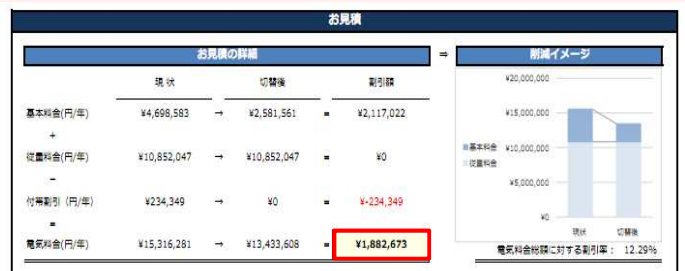 お見積
お見積の詳細 ⇒ 削減イメージ
現 状 切替後 割引額
基本料金(円/年) ¥4,698,583 → ¥2,581,561 = ¥2,117,022
+
従量料金(円/年) ¥10,852,047 → ¥10,852,047 = ¥0
−
付帯割引（円/年） ¥234,349 → ¥0 = ¥-234,349
=
電気料金(円/年) ¥15,316,281 → ¥13,433,608 = ¥1,882,673
¥20,000,000
¥15,000,000
¥10,000,000
¥5,000,000
¥0
基本料金
従量料金
現状 切替後
電気料金総額に対する割引率： 12.29%